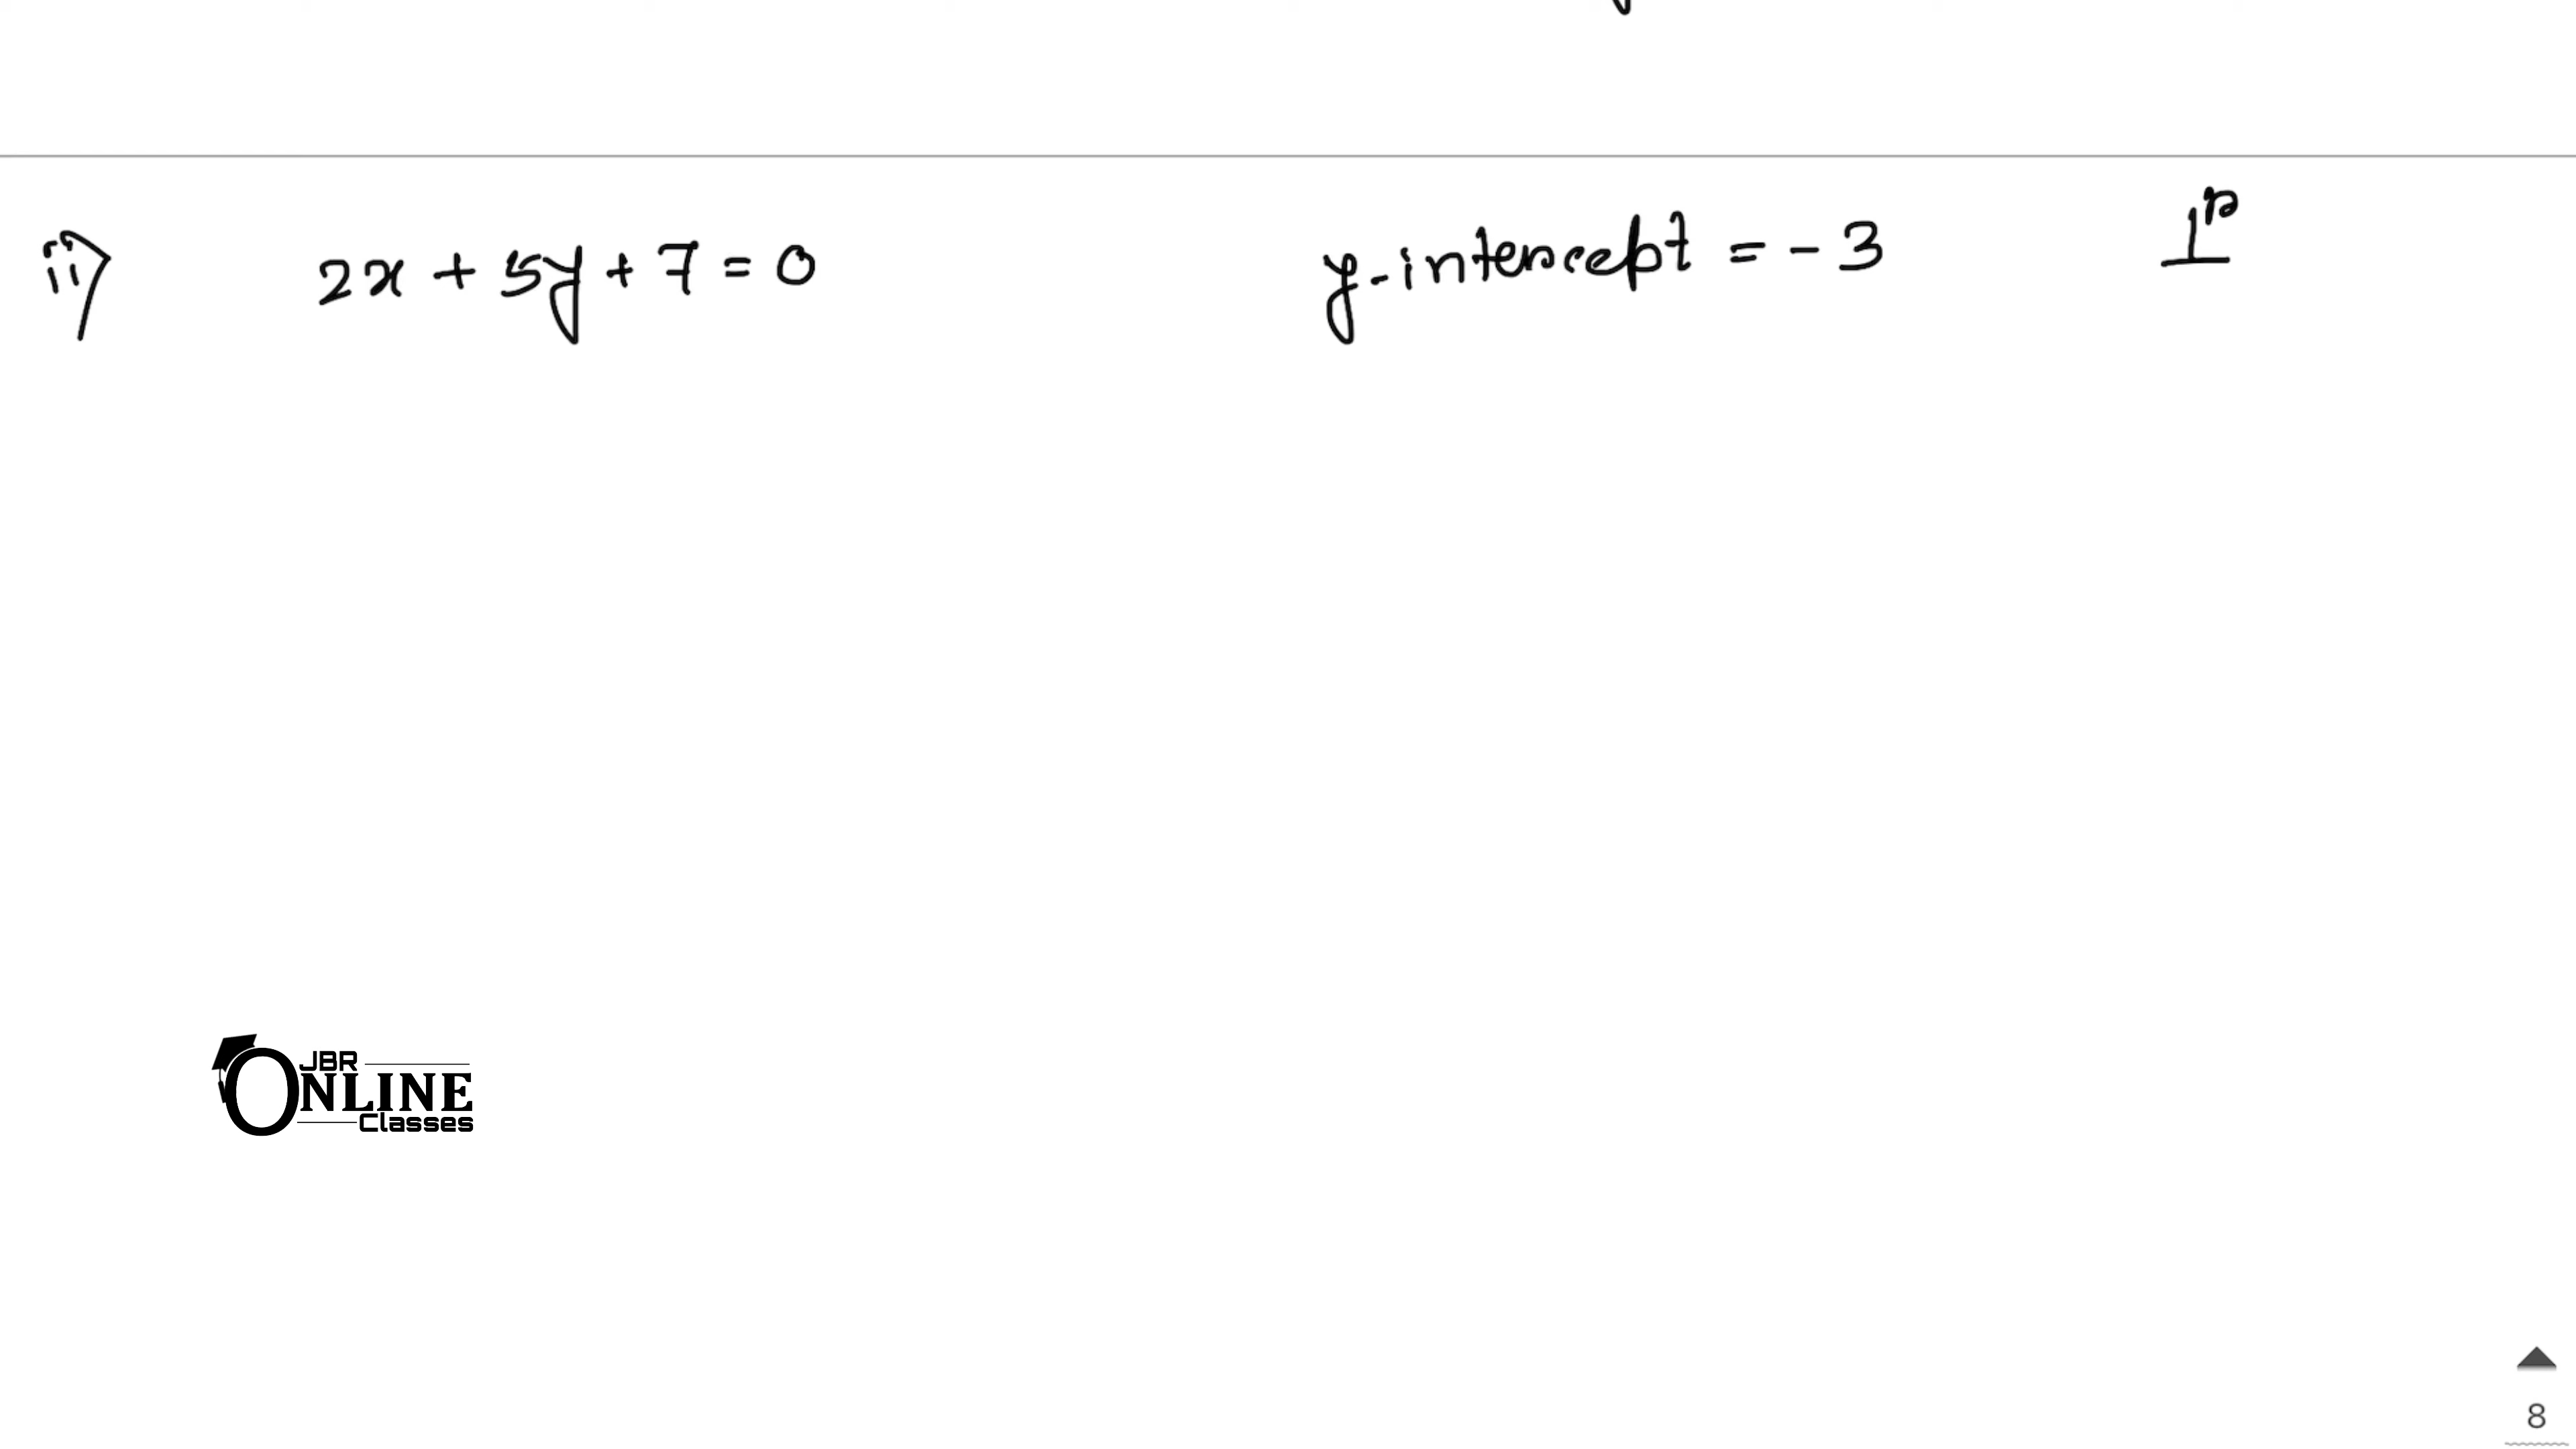 ii) 2x + 5y + 7 = 0 y-intercept = - 3 ⊥r
JBR
ONLINE
Classes
8